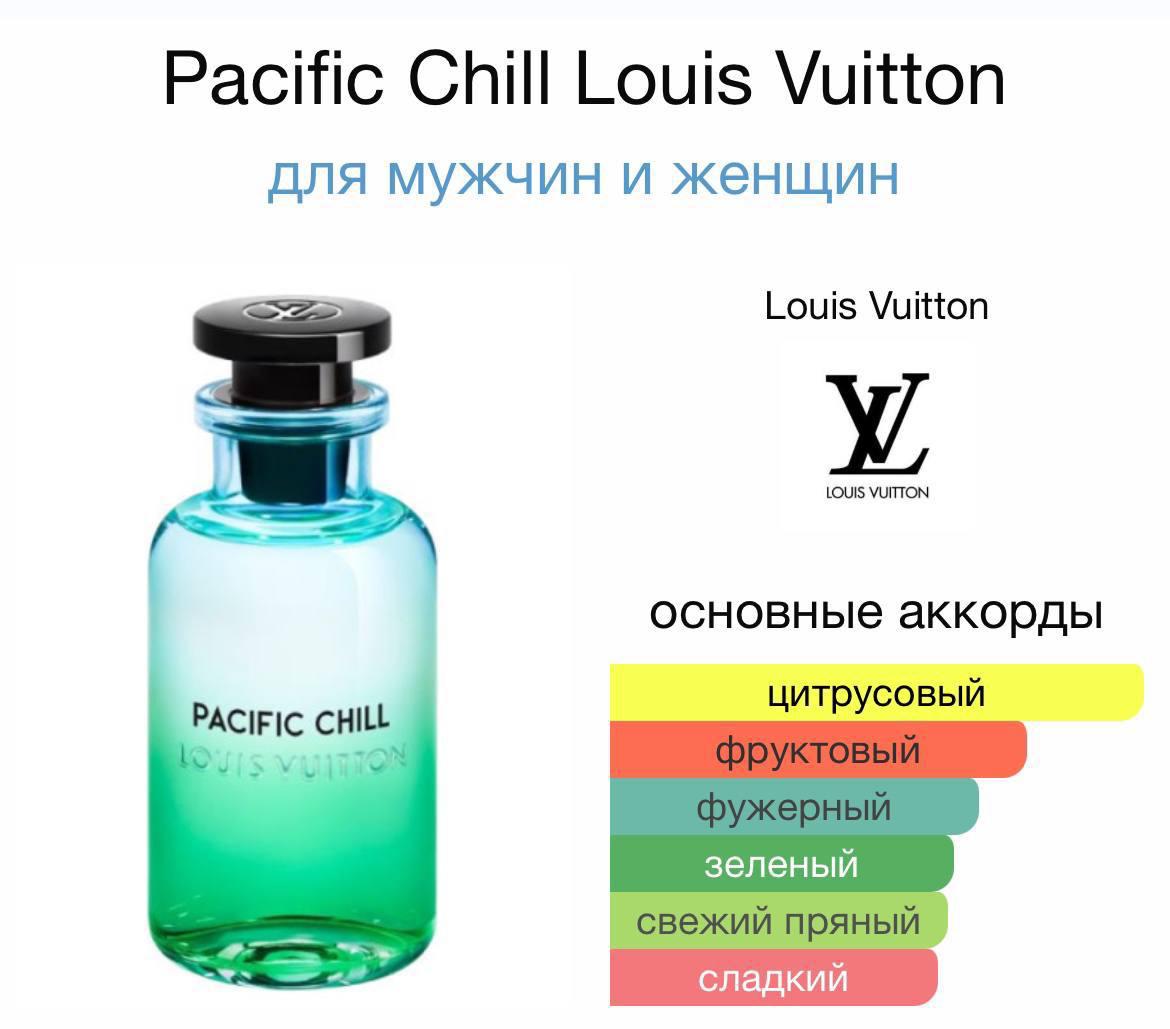 Pacific Chill Louis Vuitton
для мужчин и женщин
PACIFIC CHILL
LOUIS VUITTON
Louis Vuitton
LV
LOUIS VUITTON
основные аккорды
цитрусовый
фруктовый
фужерный
зеленый
свежий пряный
сладкий